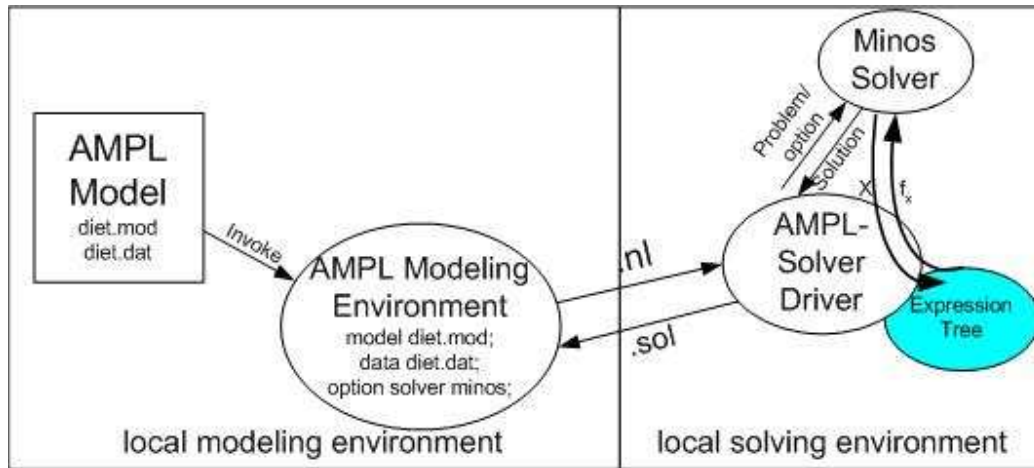 AMPL
Model
diet.mod
diet.dat
Invoke
AMPL Modeling
Environment
model diet.mod;
data diet.dat;
option solver minos;
local modeling environment
.nl
.sol
Minos
Solver
Problem/
option
Solution
X
fx
AMPL-
Solver
Driver
Expression
Tree
local solving environment